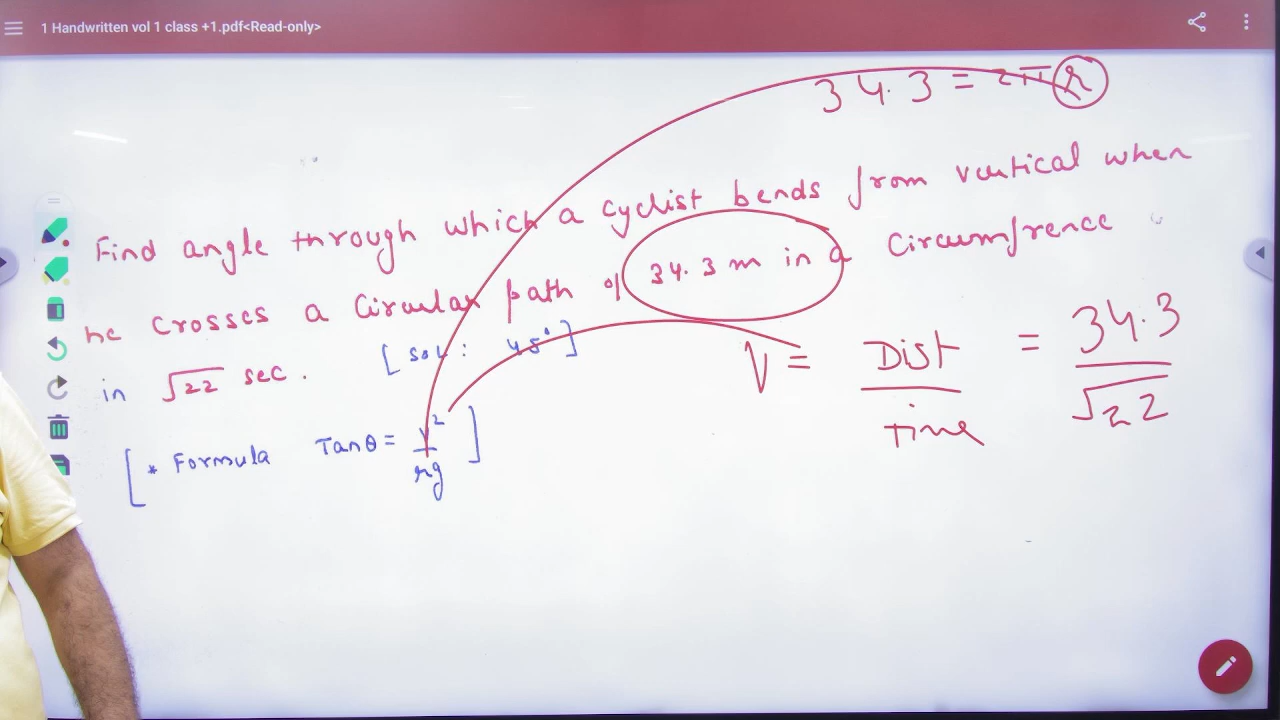 1 Handwritten vol 1 class +1.pdf<Read-only>
34.3 = 2πr
Find angle through which a cyclist bends from vertical when
he crosses a circular path of 34.3 m in a circumfrence
in √22 sec. [sol: 45°]
V = Dist / Time = 34.3 / √22
[* Formula Tanθ = v² / rg ]